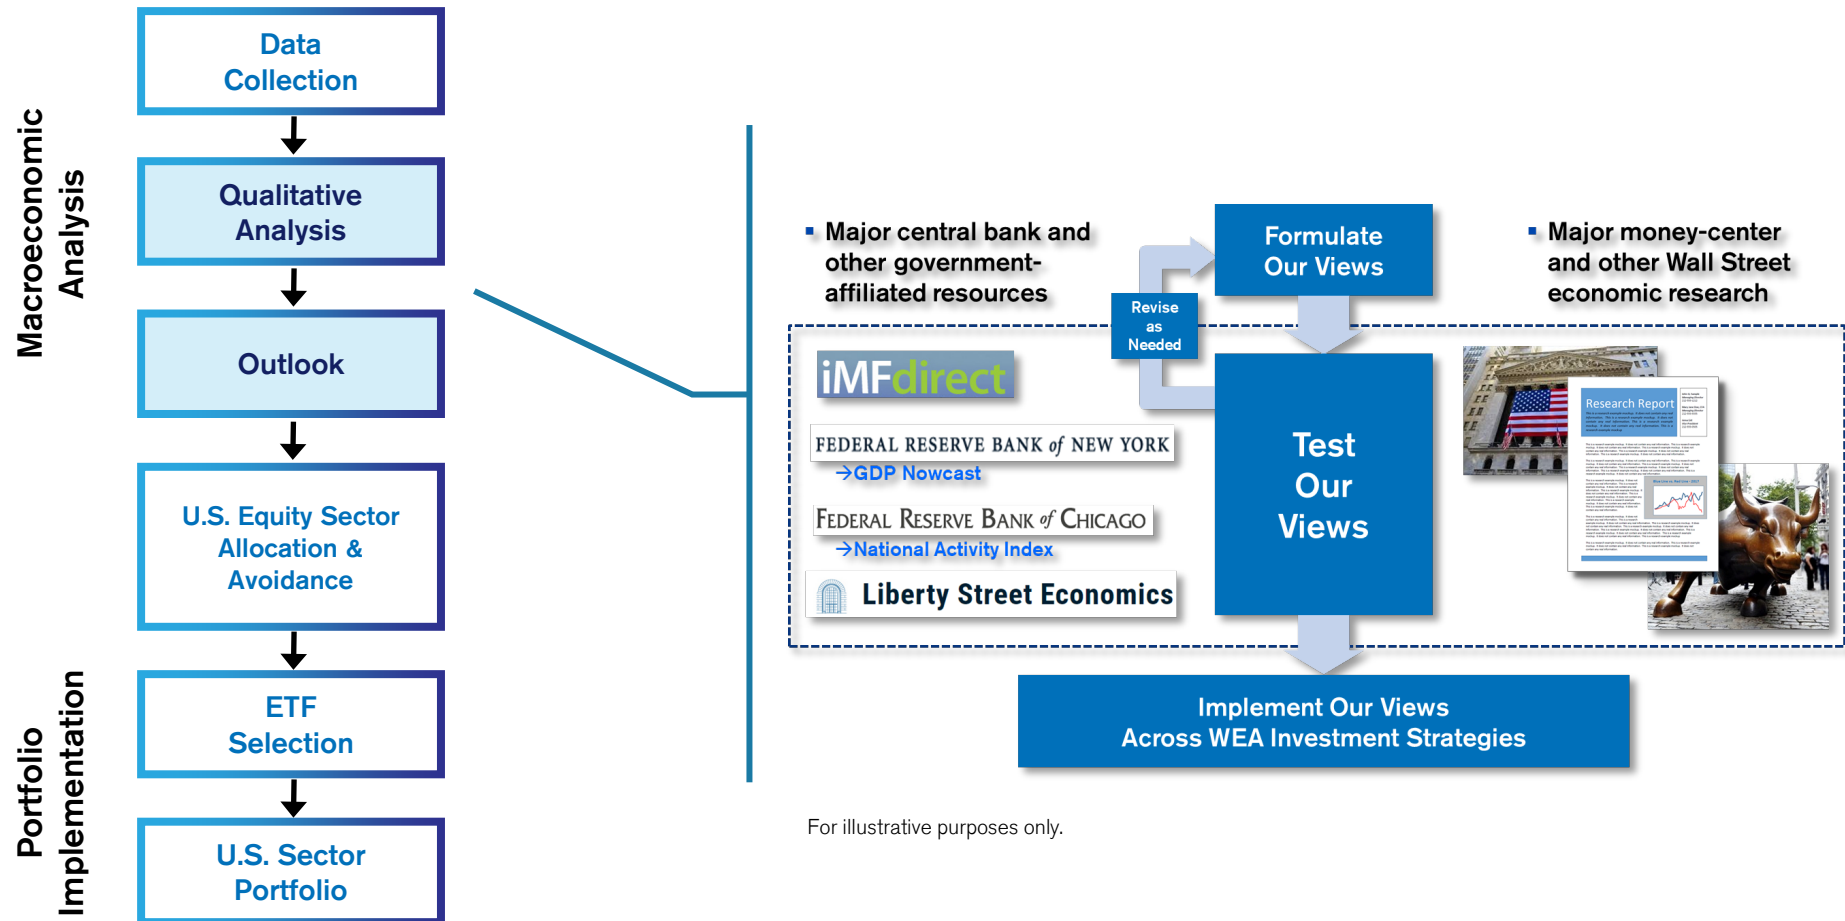 Macroeconomic
Analysis
Data
Collection
Qualitative
Analysis
Outlook
U.S. Equity Sector
Allocation &
Avoidance
Portfolio
Implementation
ETF
Selection
U.S. Sector
Portfolio
▪ Major central bank and
other government-
affiliated resources
Formulate
Our Views
▪ Major money-center
and other Wall Street
economic research
Revise
as
Needed
iMFdirect
FEDERAL RESERVE BANK of NEW YORK
→GDP Nowcast
FEDERAL RESERVE BANK of CHICAGO
→National Activity Index
Liberty Street Economics
Test
Our
Views
Research Report
Implement Our Views
Across WEA Investment Strategies
For illustrative purposes only.